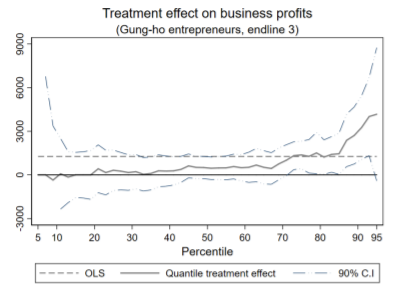 Treatment effect on business profits
(Gung-ho entrepreneurs, endline 3)
9000
6000
3000
0
-3000
5 10 20 30 40 50 60 70 80 90 95
Percentile
OLS Quantile treatment effect 90% C.I